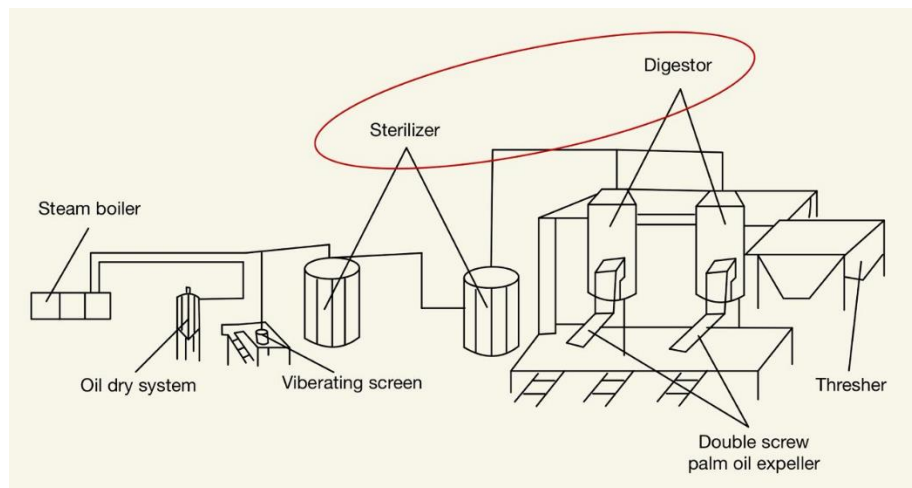 Digestor
Sterilizer
Steam boiler
Oil dry system
Viberating screen
Thresher
Double screw
palm oil expeller